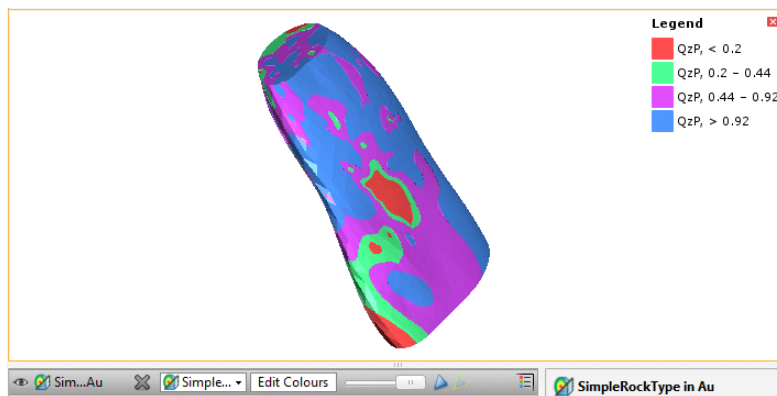 Legend
QzP, < 0.2
QzP, 0.2 – 0.44
QzP, 0.44 – 0.92
QzP, > 0.92
Sim...Au Simple... Edit Colours
SimpleRockType in Au